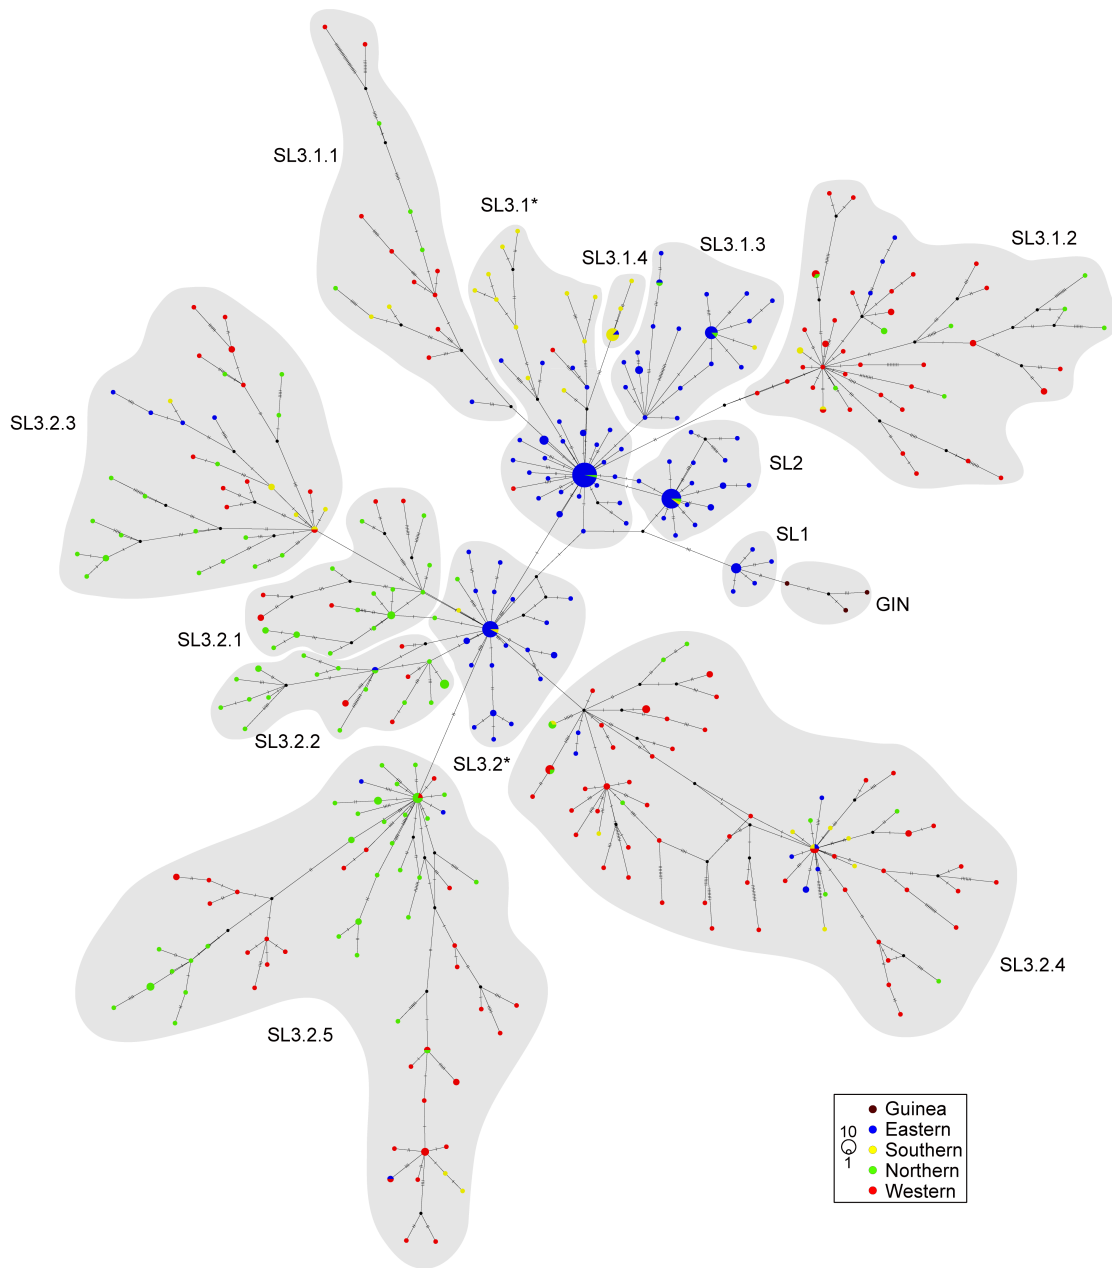 SL3.1.1
SL3.1*
SL3.1.4
SL3.1.3
SL3.1.2
SL3.2.3
SL2
SL1
GIN
SL3.2.1
SL3.2.2
SL3.2*
SL3.2.4
SL3.2.5
10
1
Guinea
Eastern
Southern
Northern
Western